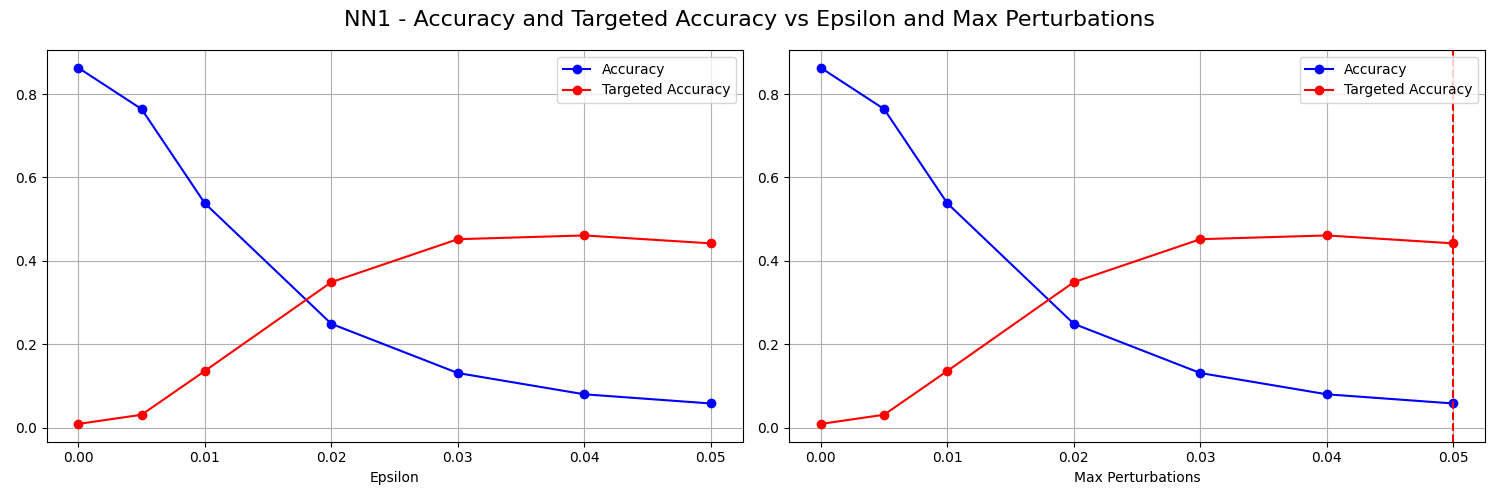 NN1 - Accuracy and Targeted Accuracy vs Epsilon and Max Perturbations
Accuracy
Targeted Accuracy
0.8
0.6
0.4
0.2
0.0
0.00 0.01 0.02 0.03 0.04 0.05
Epsilon
Accuracy
Targeted Accuracy
0.8
0.6
0.4
0.2
0.0
0.00 0.01 0.02 0.03 0.04 0.05
Max Perturbations